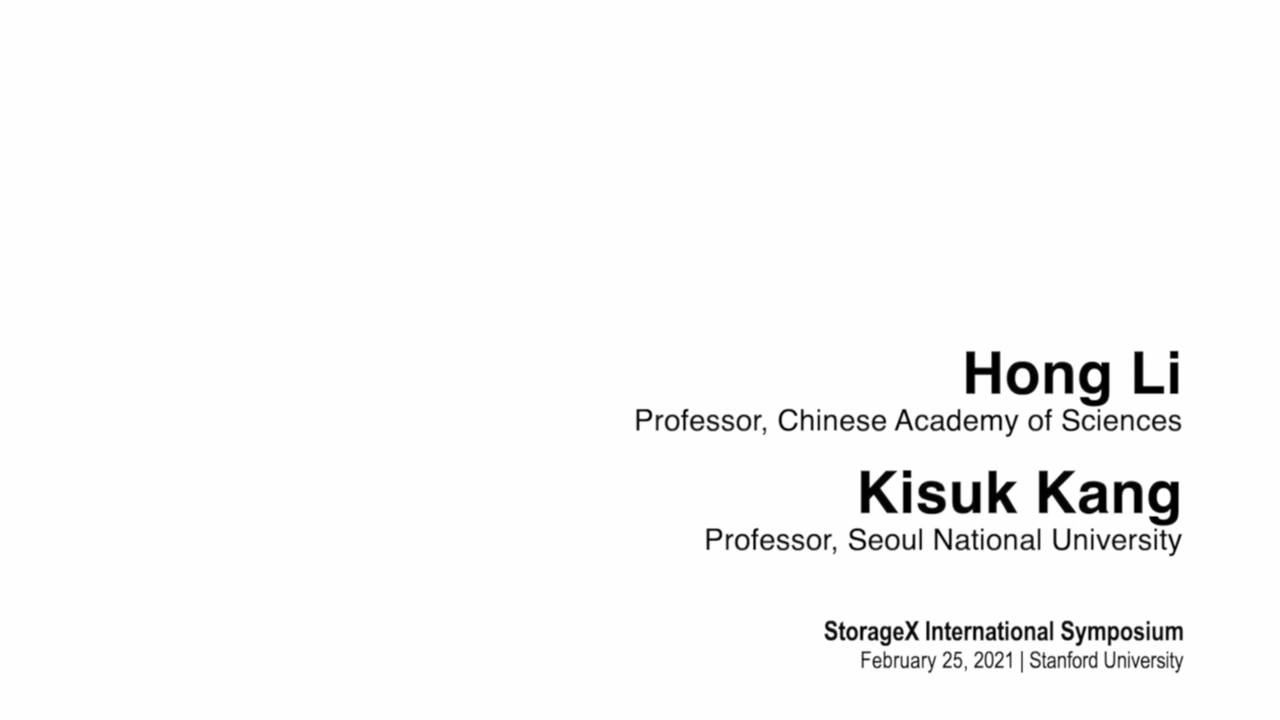 Hong Li
Professor, Chinese Academy of Sciences
Kisuk Kang
Professor, Seoul National University
StorageX International Symposium
February 25, 2021 | Stanford University